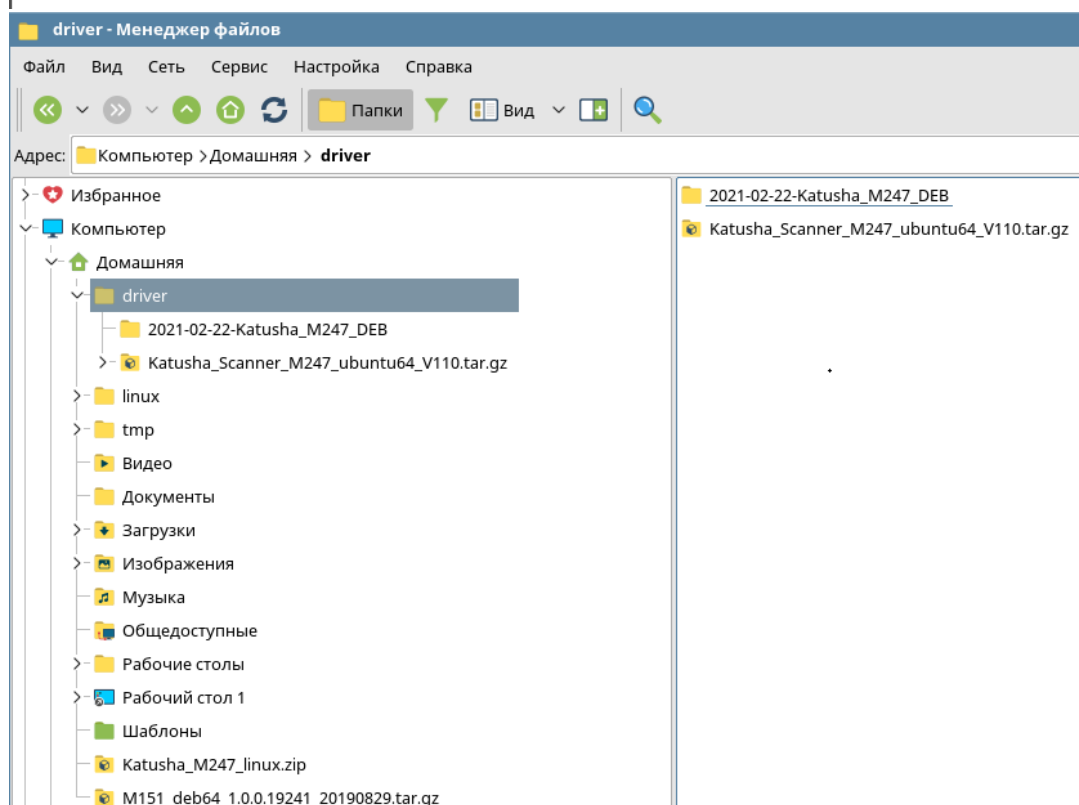 driver - Менеджер файлов
Файл Вид Сеть Сервис Настройка Справка
Папки Вид
Адрес: Компьютер > Домашняя > driver
Избранное
Компьютер
Домашняя
driver
2021-02-22-Katusha_M247_DEB
Katusha_Scanner_M247_ubuntu64_V110.tar.gz
linux
tmp
Видео
Документы
Загрузки
Изображения
Музыка
Общедоступные
Рабочие столы
Рабочий стол 1
Шаблоны
Katusha_M247_linux.zip
M151_deb64_1.0.0.19241_20190829.tar.gz
2021-02-22-Katusha_M247_DEB
Katusha_Scanner_M247_ubuntu64_V110.tar.gz